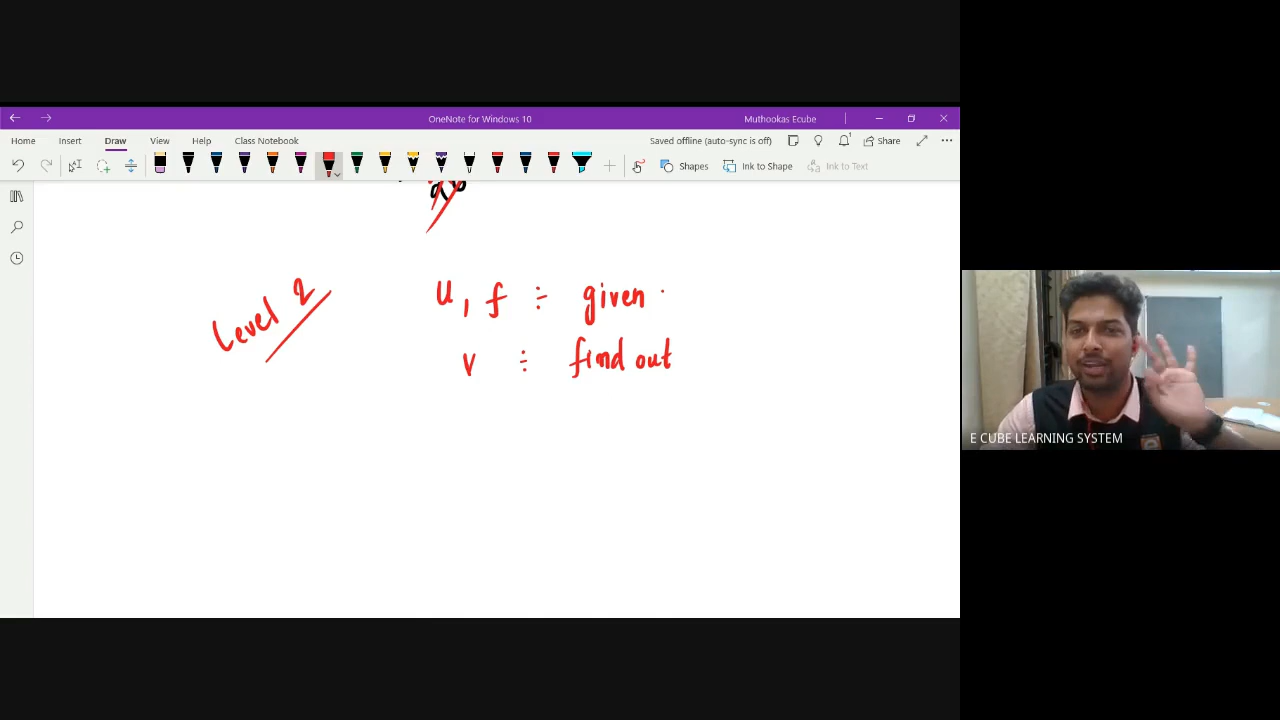 OneNote for Windows 10
Muthookas Ecube
Home Insert Draw View Help Class Notebook
Saved offline (auto-sync is off)
Share
Shapes
Ink to Shape
Ink to Text
Level 2
u, f ÷ given
v ÷ find out
E CUBE LEARNING SYSTEM